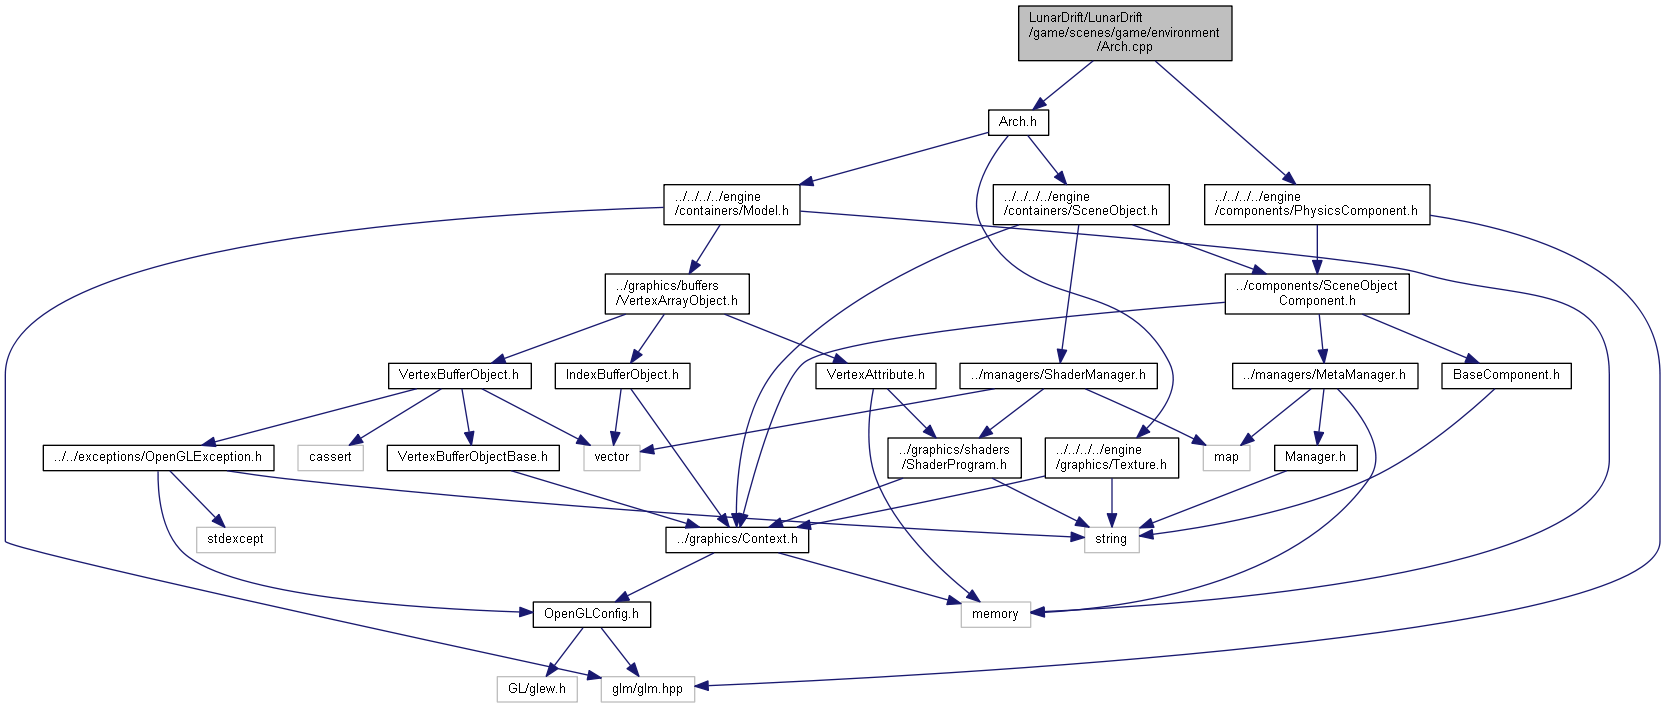 LunarDrift/LunarDrift
/game/scenes/game/environment
/Arch.cpp
Arch.h
../../../../engine
/containers/Model.h
../../../../engine
/containers/SceneObject.h
../../../../engine
/components/PhysicsComponent.h
../graphics/buffers
/VertexArrayObject.h
../components/SceneObject
Component.h
VertexBufferObject.h
IndexBufferObject.h
VertexAttribute.h
../managers/ShaderManager.h
../managers/MetaManager.h
BaseComponent.h
../../exceptions/OpenGLException.h
cassert
VertexBufferObjectBase.h
vector
../graphics/shaders
/ShaderProgram.h
../../../../engine
/graphics/Texture.h
map
Manager.h
stdexcept
../graphics/Context.h
string
OpenGLConfig.h
memory
GL/glew.h
glm/glm.hpp